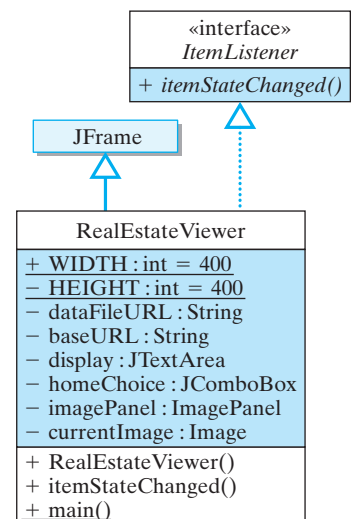 «interface»
ItemListener
+ itemStateChanged()
JFrame
RealEstateViewer
+ WIDTH : int = 400
− HEIGHT : int = 400
− dataFileURL : String
− baseURL : String
− display : JTextArea
− homeChoice : JComboBox
− imagePanel : ImagePanel
− currentImage : Image
+ RealEstateViewer()
+ itemStateChanged()
+ main()